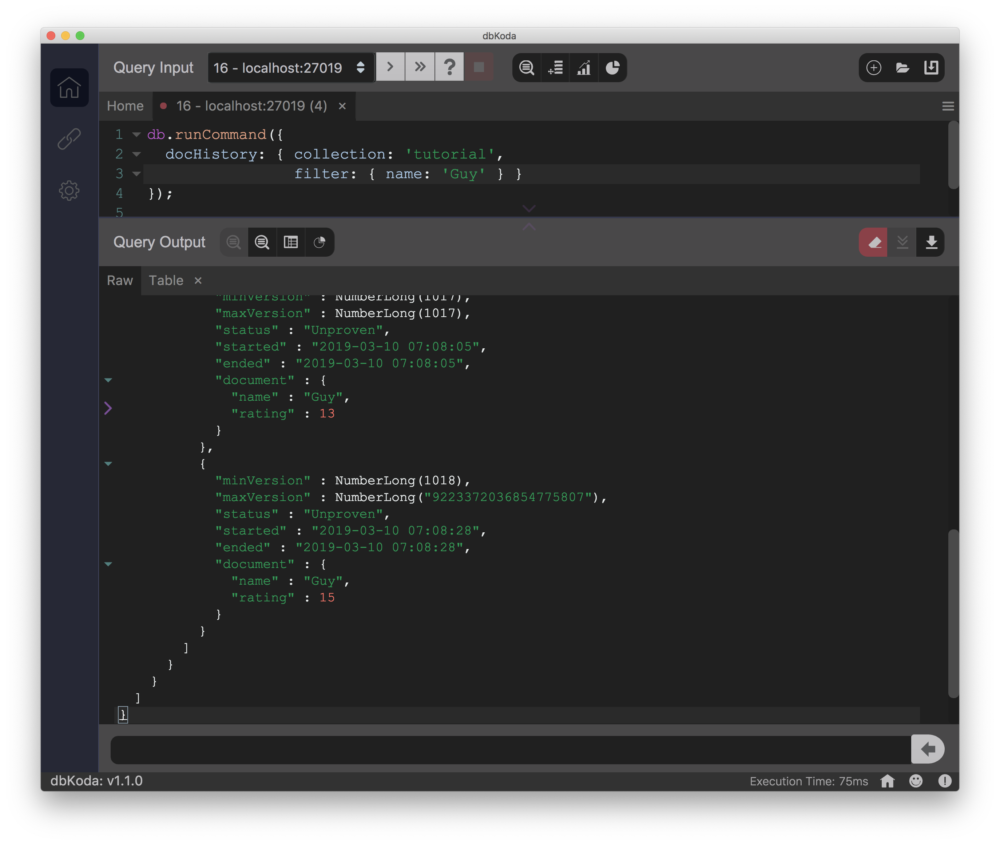 dbKoda
Query Input 16 - localhost:27019
Home 16 - localhost:27019 (4) ×
1 db.runCommand({
2 docHistory: { collection: 'tutorial',
3 filter: { name: 'Guy' } }
4 });
5
Query Output
Raw Table ×
"minVersion" : NumberLong(1017),
"maxVersion" : NumberLong(1017),
"status" : "Unproven",
"started" : "2019-03-10 07:08:05",
"ended" : "2019-03-10 07:08:05",
"document" : {
"name" : "Guy",
"rating" : 13
}
},
{
"minVersion" : NumberLong(1018),
"maxVersion" : NumberLong("9223372036854775807"),
"status" : "Unproven",
"started" : "2019-03-10 07:08:28",
"ended" : "2019-03-10 07:08:28",
"document" : {
"name" : "Guy",
"rating" : 15
}
}
]
}
}
]
}
dbKoda: v1.1.0 Execution Time: 75ms